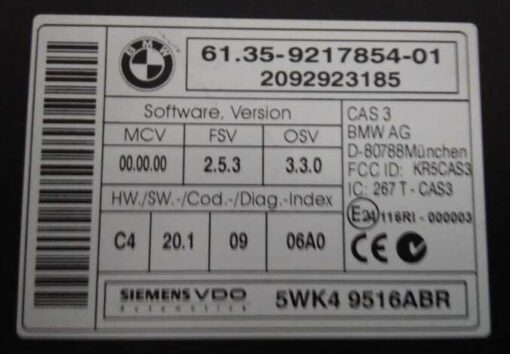 BMW
61.35-9217854-01
2092923185
Software, Version
MCV FSV OSV
00.00.00 2.5.3 3.3.0
HW./SW.-/Cod.-/Diag.-Index
C4 20.1 09 06A0
CAS 3
BMW AG
D-80788München
FCC ID: KR5CAS3
IC: 267 T - CAS3
E24 116RI - 000003
CE
SIEMENS VDO
Automotive
5WK4 9516ABR